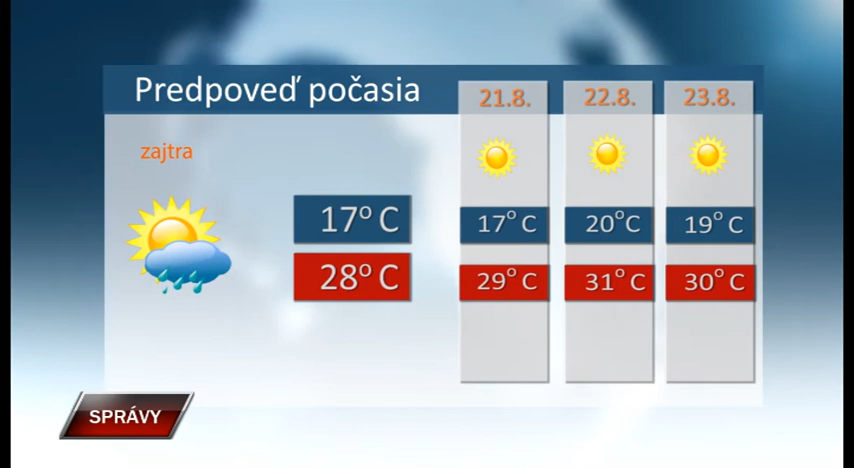 Predpoveď počasia
21.8.
22.8.
23.8.
zajtra
17° C
28° C
17° C
20°C
19° C
29° C
31° C
30° C
SPRÁVY